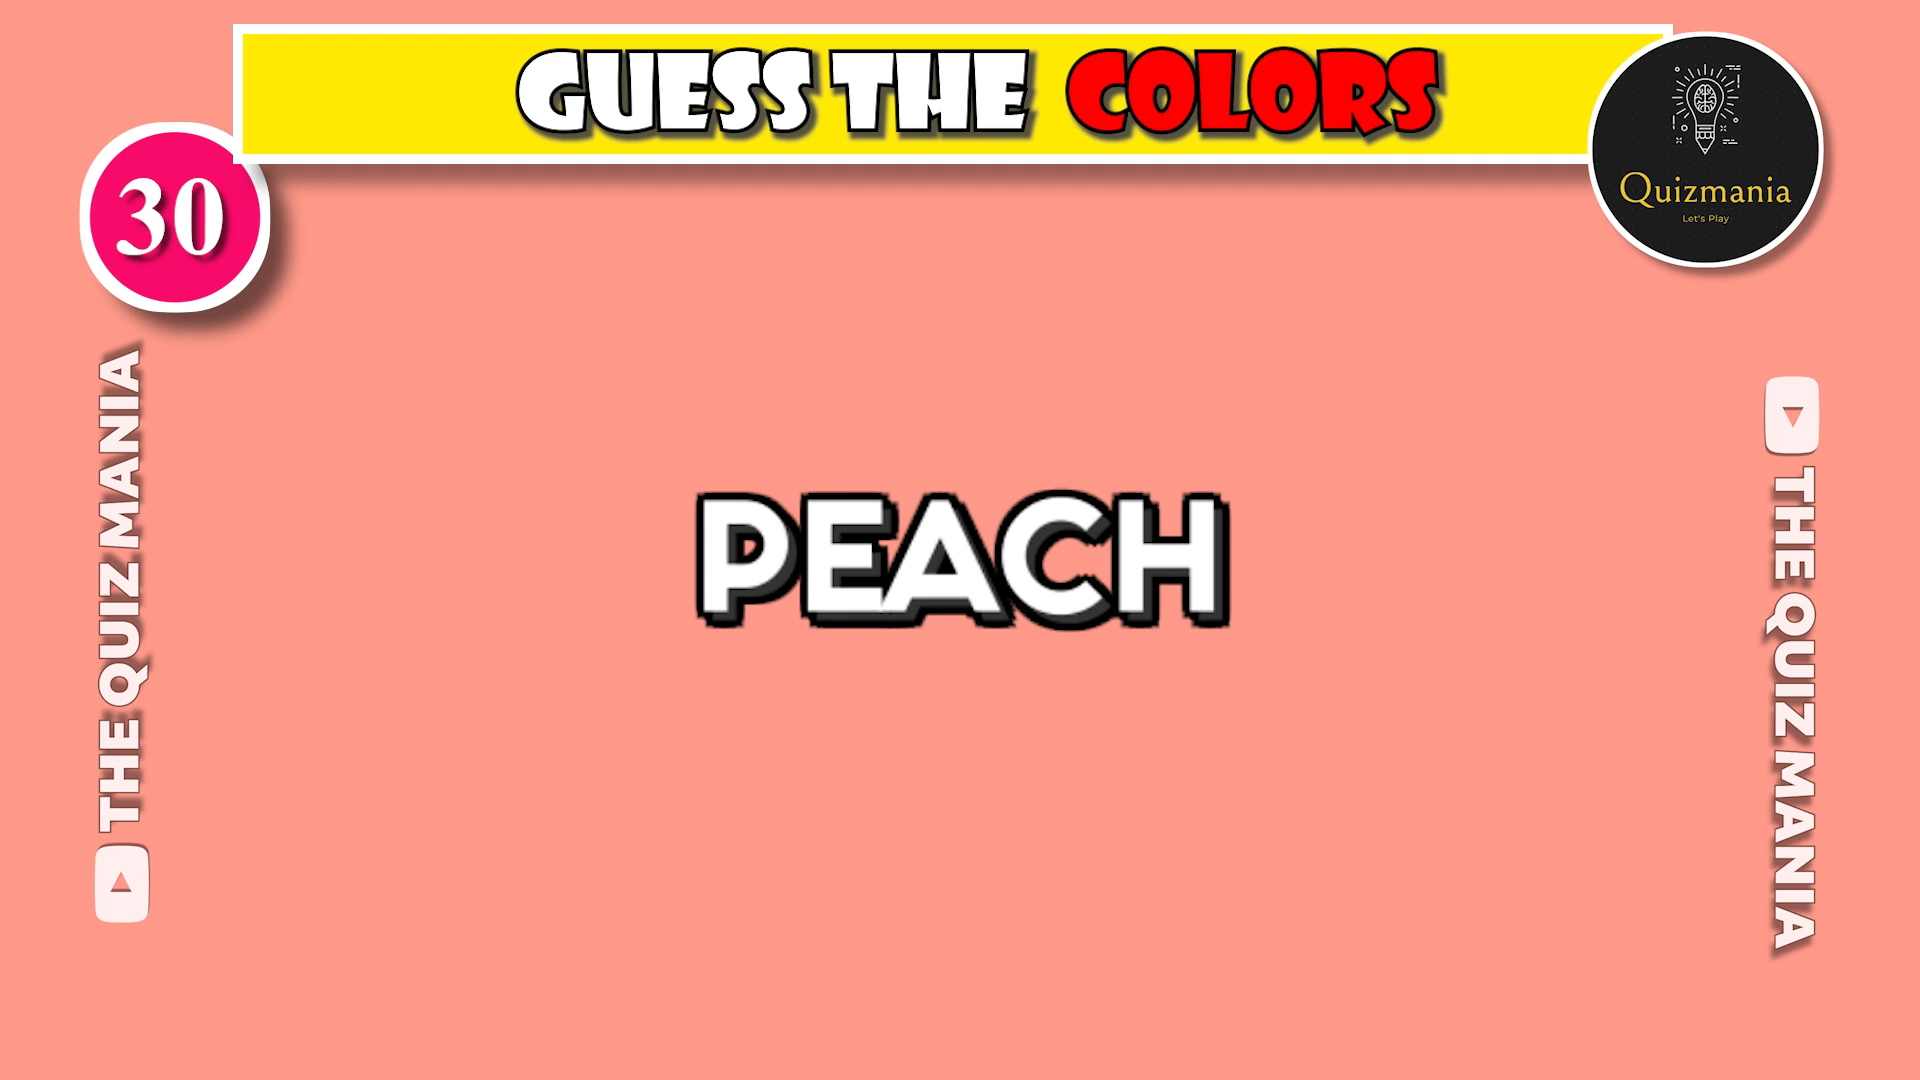 GUESS THE COLORS
30
Quizmania
Let's Play
THE QUIZ MANIA
PEACH
THE QUIZ MANIA